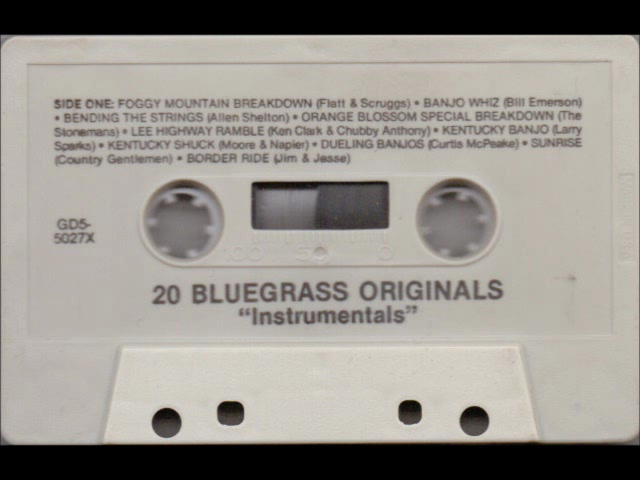 SIDE ONE: FOGGY MOUNTAIN BREAKDOWN (Flatt & Scruggs) • BANJO WHIZ (Bill Emerson)
• BENDING THE STRINGS (Allen Shelton) • ORANGE BLOSSOM SPECIAL BREAKDOWN (The
Stonemans) • LEE HIGHWAY RAMBLE (Ken Clark & Chubby Anthony) • KENTUCKY BANJO (Larry
Sparks) • KENTUCKY SHUCK (Moore & Napier) • DUELING BANJOS (Curtis McPeake) • SUNRISE
(Country Gentlemen) • BORDER RIDE (Jim & Jesse)
GD5-
5027X
100 50 0
20 BLUEGRASS ORIGINALS
"Instrumentals"